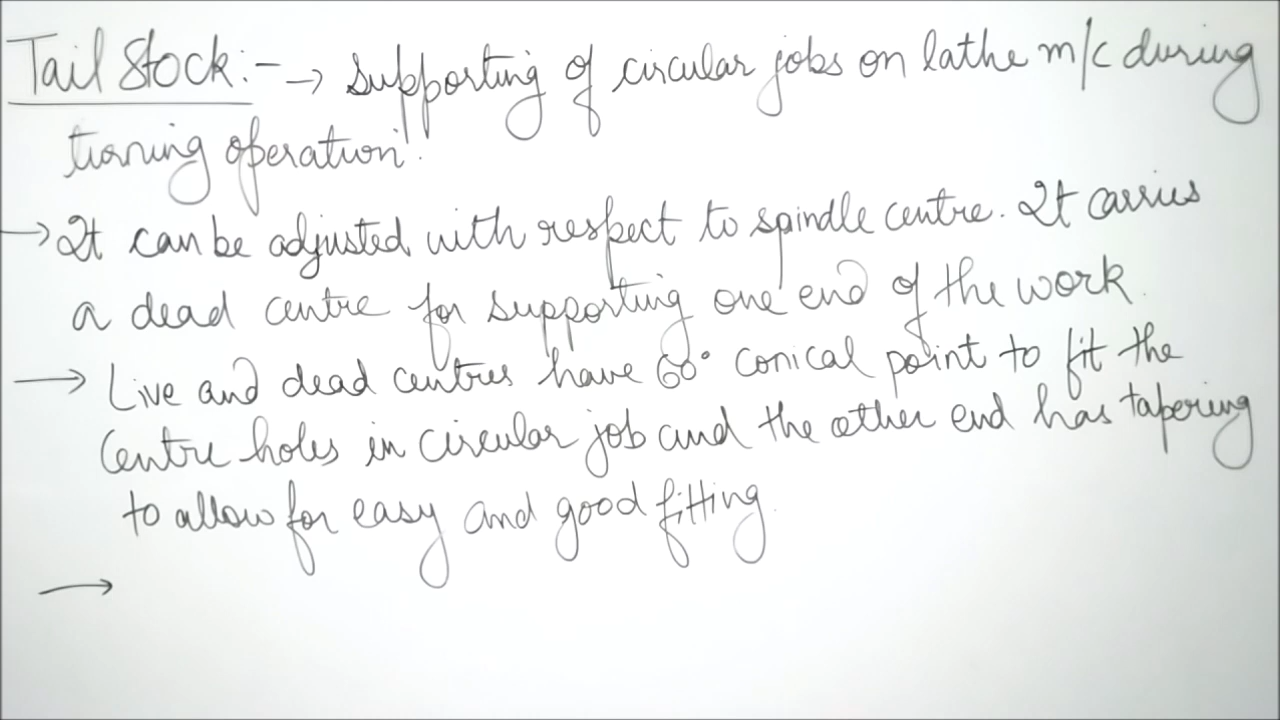 Tail Stock:- → Supporting of circular jobs on lathe m/c during
turning operation.
→ It can be adjusted with respect to spindle centre. It carries
a dead centre for supporting one end of the work.
→ Live and dead centres have 60° conical point to fit the
Centre holes in circular job and the other end has tapering
to allow for easy and good fitting.
→